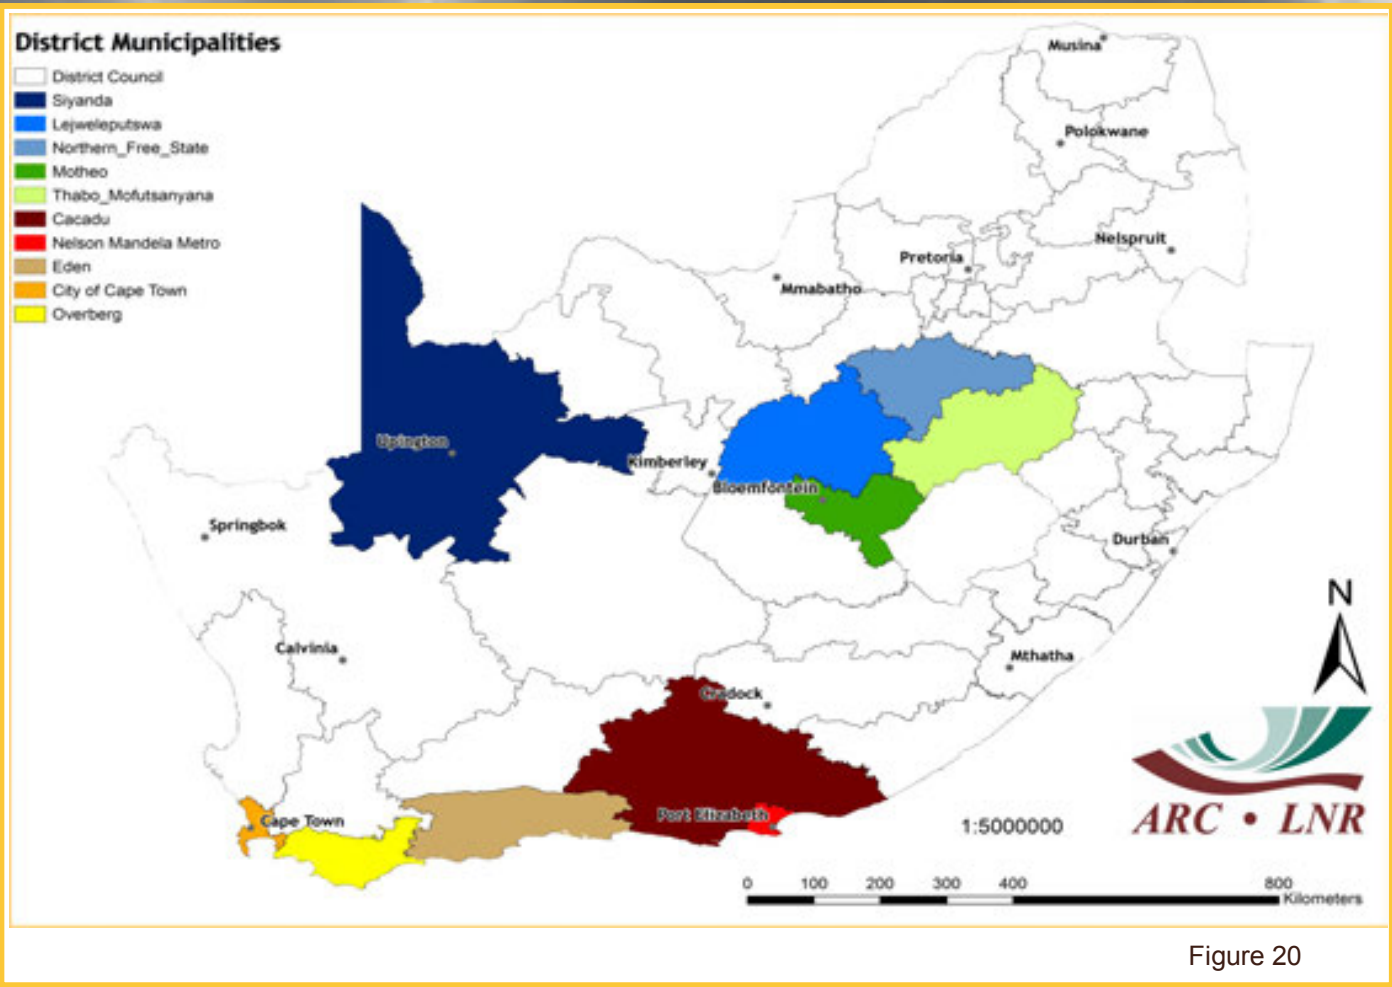 District Municipalities
District Council
Siyanda
Lejweleputswa
Northern_Free_State
Motheo
Thabo_Mofutsanyana
Cacadu
Nelson Mandela Metro
Eden
City of Cape Town
Overberg
Musina
Polokwane
Nelspruit
Pretoria
Mmabatho
Upington
Kimberley
Bloemfontein
Springbok
Durban
N
Calvinia
Mthatha
Cradock
Port Elizabeth
Cape Town
1:5000000
ARC • LNR
0 100 200 300 400 800
Kilometers
Figure 20